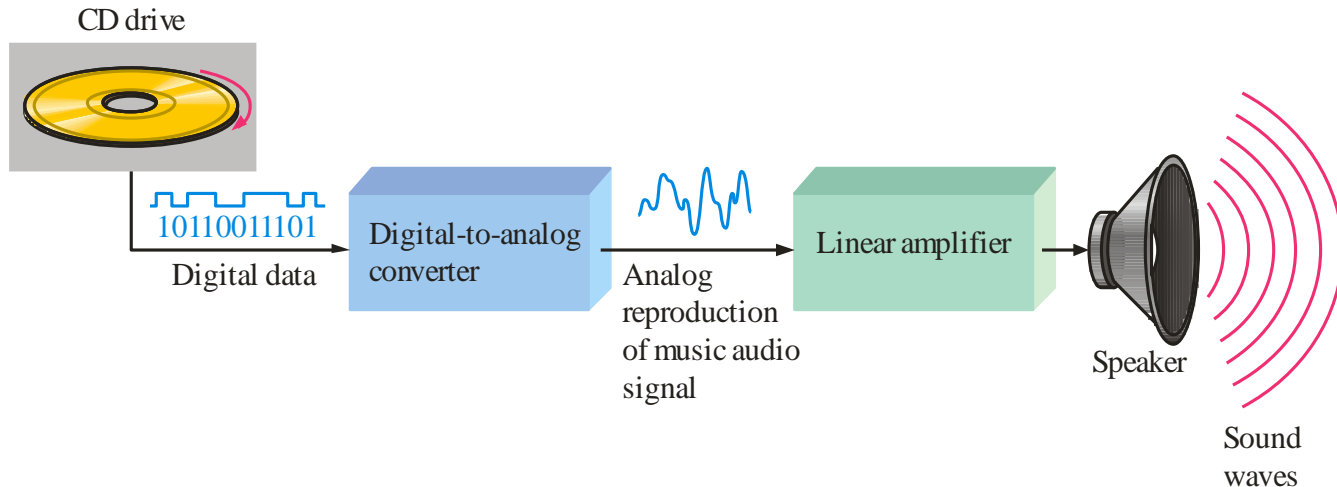 CD drive
10110011101
Digital data
Digital-to-analog
converter
Analog
reproduction
of music audio
signal
Linear amplifier
Speaker
Sound
waves